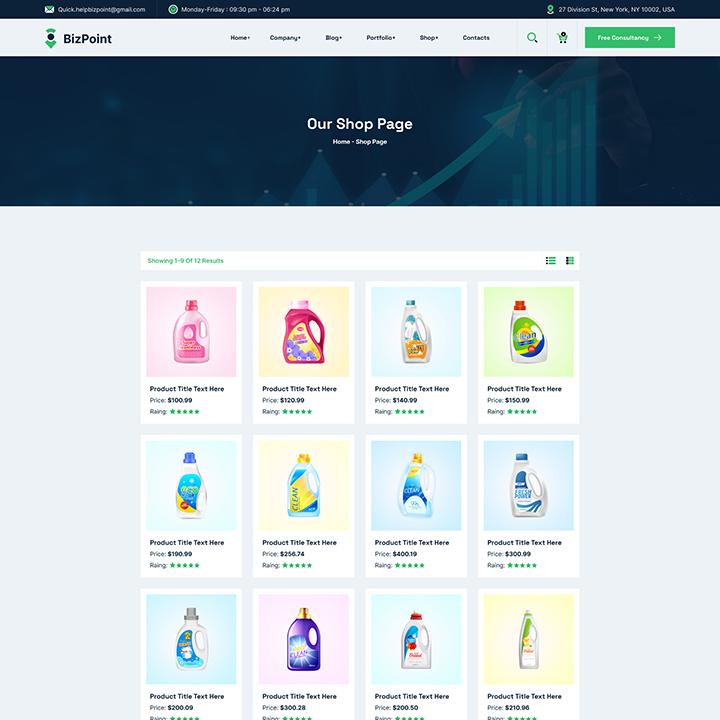 Quick.helpbizpoint@gmail.com
Monday-Friday : 09:30 pm - 06:24 pm
27 Division St, New York, NY 10002, USA
BizPoint
Home+
Company+
Blog+
Portfolio+
Shop+
Contacts
Free Consultancy
Our Shop Page
Home - Shop Page
Showing 1-9 Of 12 Results
Product Title Text Here
Price: $100.99
Raing:
Product Title Text Here
Price: $120.99
Raing:
Product Title Text Here
Price: $140.99
Raing:
Clean
Product Title Text Here
Price: $150.99
Raing:
Product Title Text Here
Price: $190.99
Raing:
CLEAN
Product Title Text Here
Price: $256.74
Raing:
CLEAN
Product Title Text Here
Price: $400.19
Raing:
FRESH
POWER
Product Title Text Here
Price: $300.99
Raing:
Product Title Text Here
Price: $200.09
Raing:
CLEAN
Product Title Text Here
Price: $300.28
Raing:
Product Title Text Here
Price: $200.50
Raing:
Product Title Text Here
Price: $210.96
Raing: